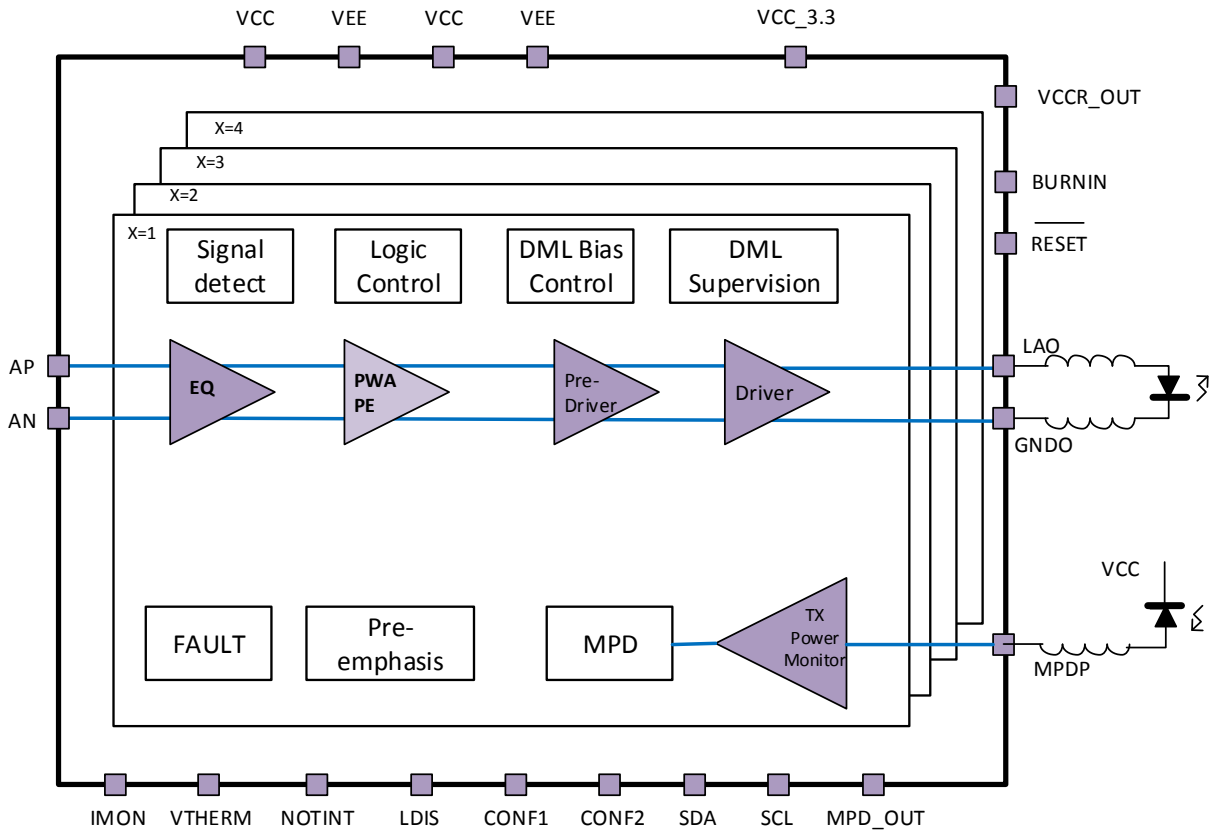 VCC
VEE
VCC
VEE
VCC_3.3
VCCR_OUT
X=4
X=3
X=2
X=1
BURNIN
RESET
Signal
detect
Logic
Control
DML Bias
Control
DML
Supervision
AP
AN
EQ
PWA
PE
Pre-
Driver
Driver
LAO
GNDO
VCC
FAULT
Pre-
emphasis
MPD
TX
Power
Monitor
MPDP
IMON
VTHERM
NOTINT
LDIS
CONF1
CONF2
SDA
SCL
MPD_OUT